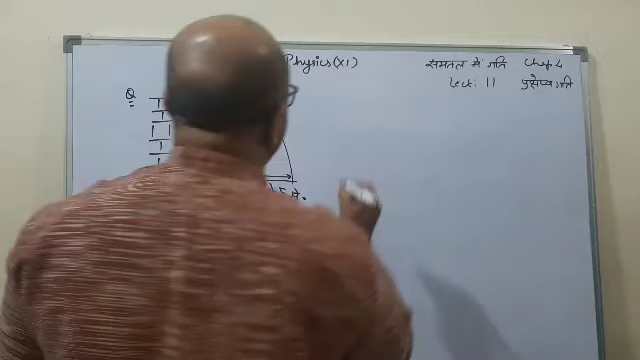 Physics (XI)
समतल में गति Chap 4
Lect: 11 प्रक्षेप्य गति
Q
मी.